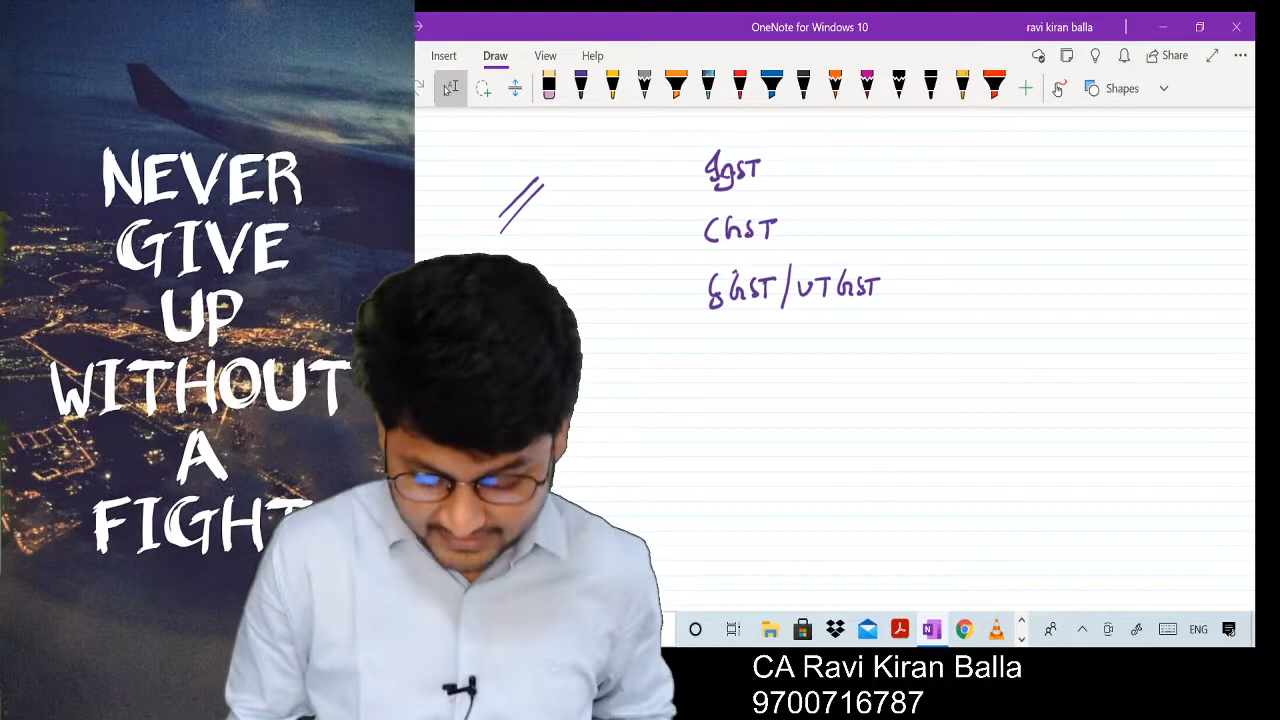 NEVER
GIVE
UP
WITHOUT
A
FIGHT
OneNote for Windows 10
ravi kiran balla
Insert
Draw
View
Help
Share
Shapes
IGST
CGST
SGST/UTGST
ENG
CA Ravi Kiran Balla
9700716787